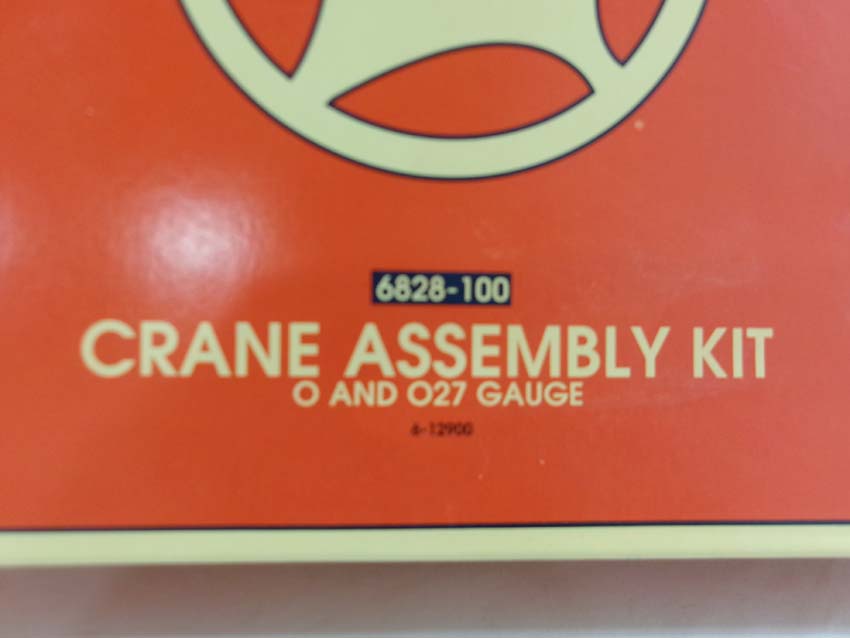 6828-100
CRANE ASSEMBLY KIT
O AND O27 GAUGE
6-12900